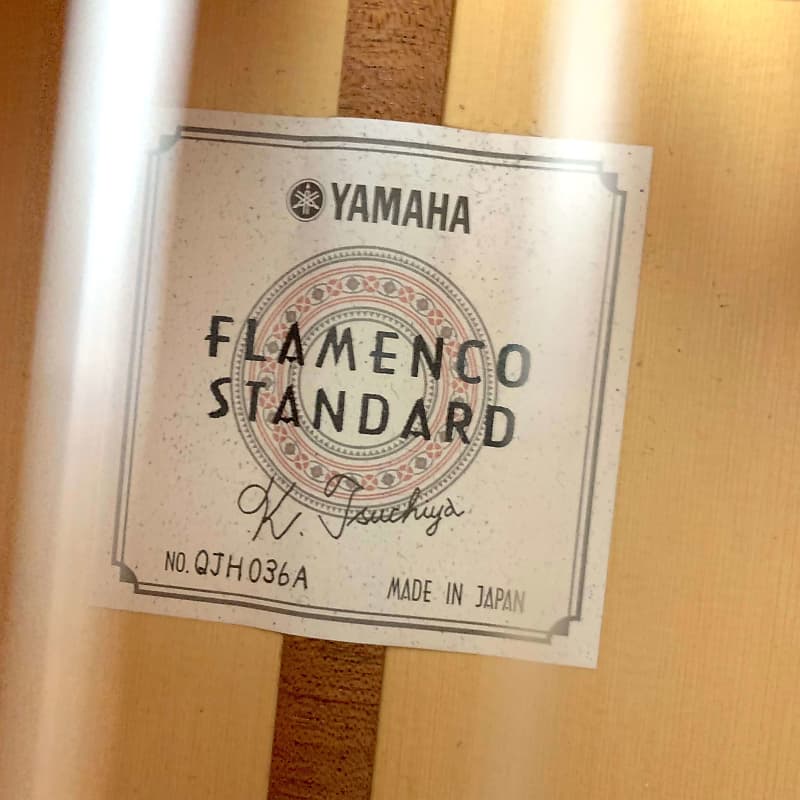 YAMAHA
FLAMENCO
STANDARD
K. Tsuchiya
NO. QJH036A
MADE IN JAPAN